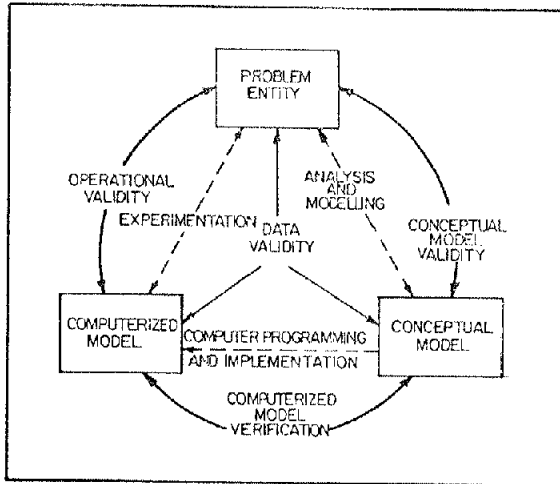 PROBLEM
ENTITY
OPERATIONAL
VALIDITY
ANALYSIS
AND
MODELLING
EXPERIMENTATION
DATA
VALIDITY
CONCEPTUAL
MODEL
VALIDITY
COMPUTERIZED
MODEL
COMPUTER PROGRAMMING
AND IMPLEMENTATION
CONCEPTUAL
MODEL
COMPUTERIZED
MODEL
VERIFICATION